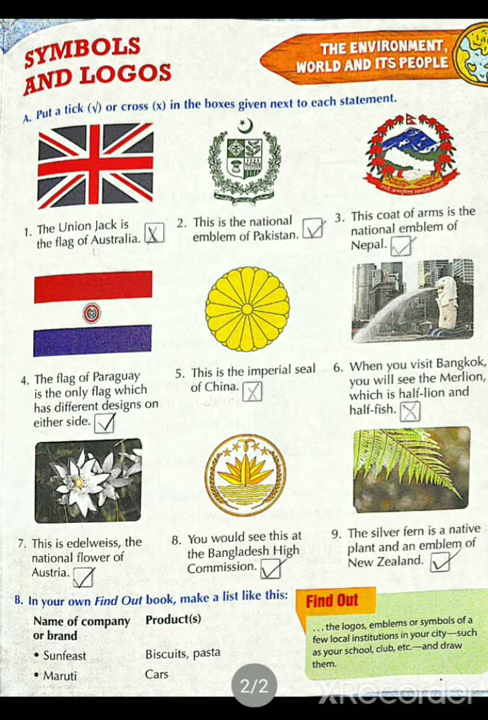 SYMBOLS
AND LOGOS
THE ENVIRONMENT,
WORLD AND ITS PEOPLE
A. Put a tick (√) or cross (x) in the boxes given next to each statement.
1. The Union Jack is
the flag of Australia. X
2. This is the national
emblem of Pakistan. ✓
3. This coat of arms is the
national emblem of
Nepal. ✓
4. The flag of Paraguay
is the only flag which
has different designs on
either side. ✓
5. This is the imperial seal
of China. X
6. When you visit Bangkok,
you will see the Merlion,
which is half-lion and
half-fish. X
7. This is edelweiss, the
national flower of
Austria. ✓
8. You would see this at
the Bangladesh High
Commission. ✓
9. The silver fern is a native
plant and an emblem of
New Zealand. ✓
B. In your own Find Out book, make a list like this:
Name of company
or brand
Product(s)
• Sunfeast
Biscuits, pasta
• Maruti
Cars
Find Out
. . . the logos, emblems or symbols of a
few local institutions in your city—such
as your school, club, etc.—and draw
them.
2/2
XRecorder